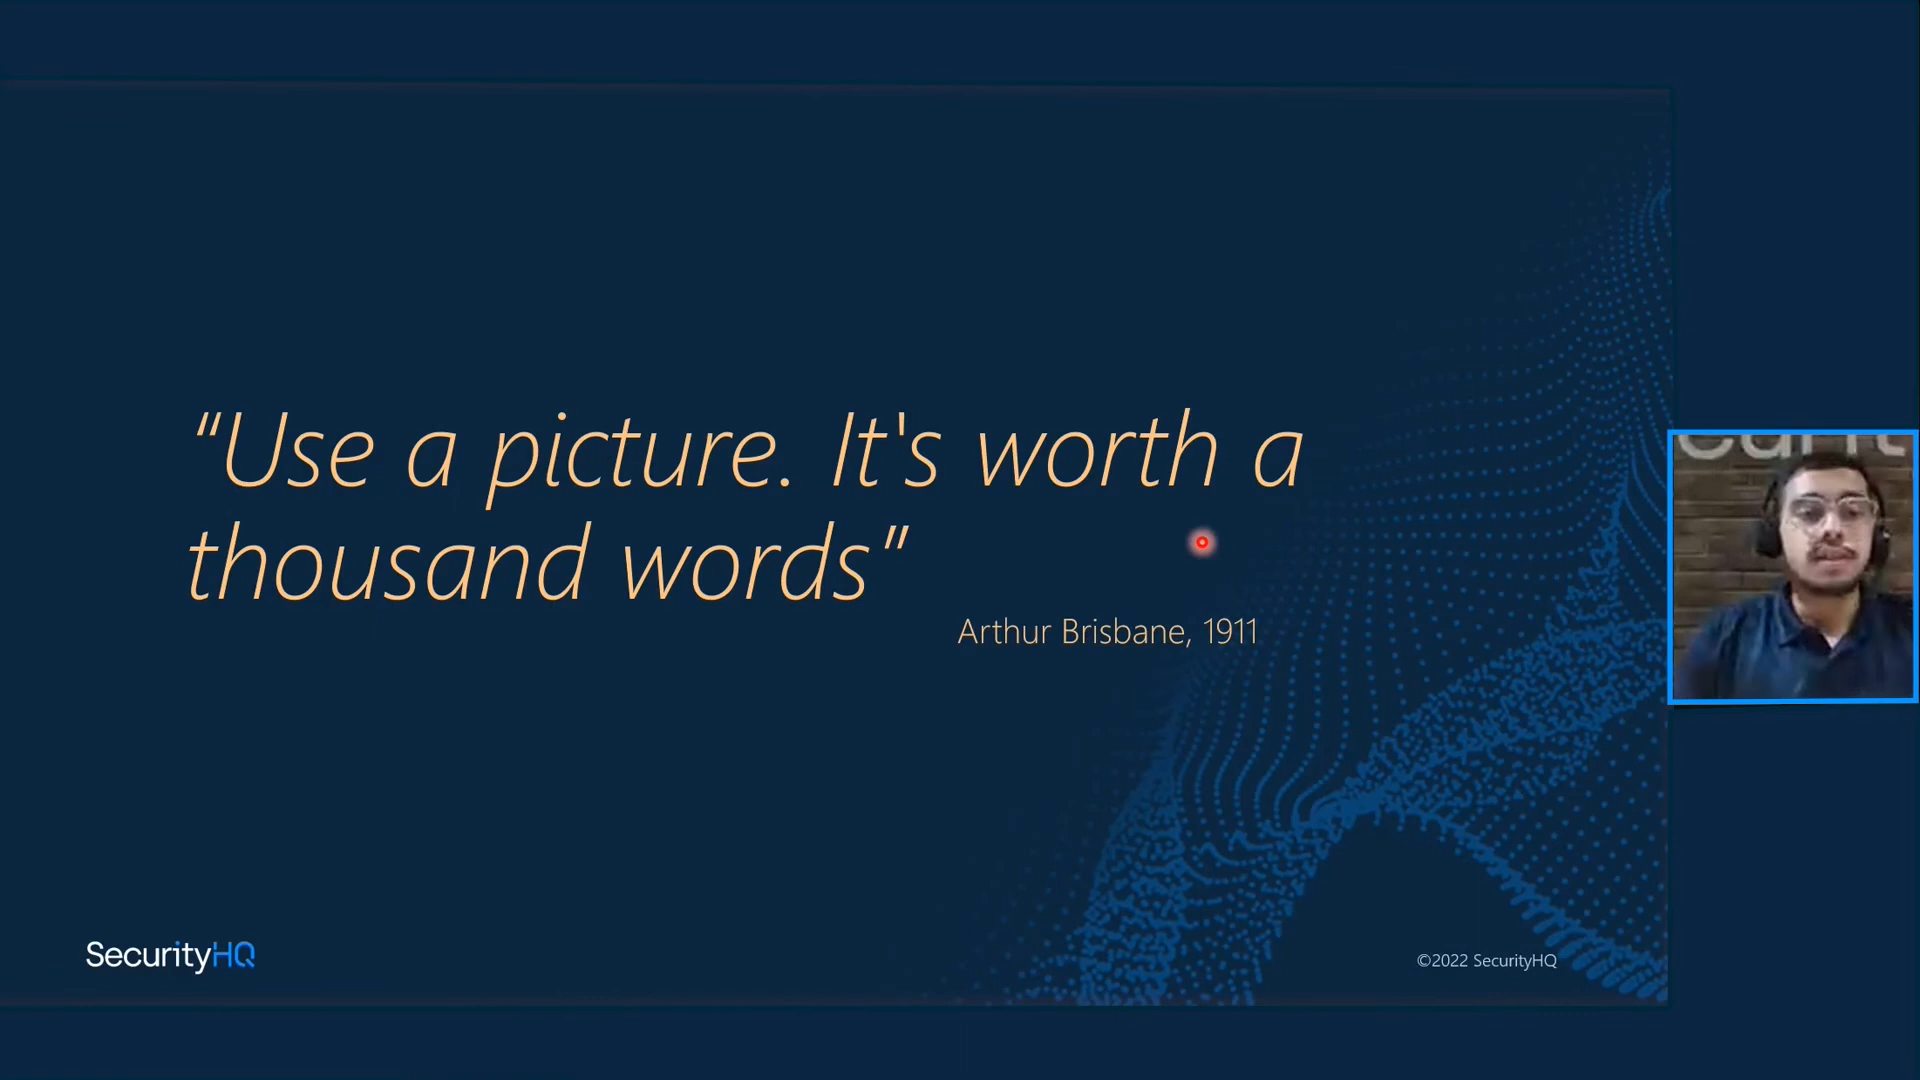 “Use a picture. It's worth a
thousand words”
Arthur Brisbane, 1911
SecurityHQ
©2022 SecurityHQ